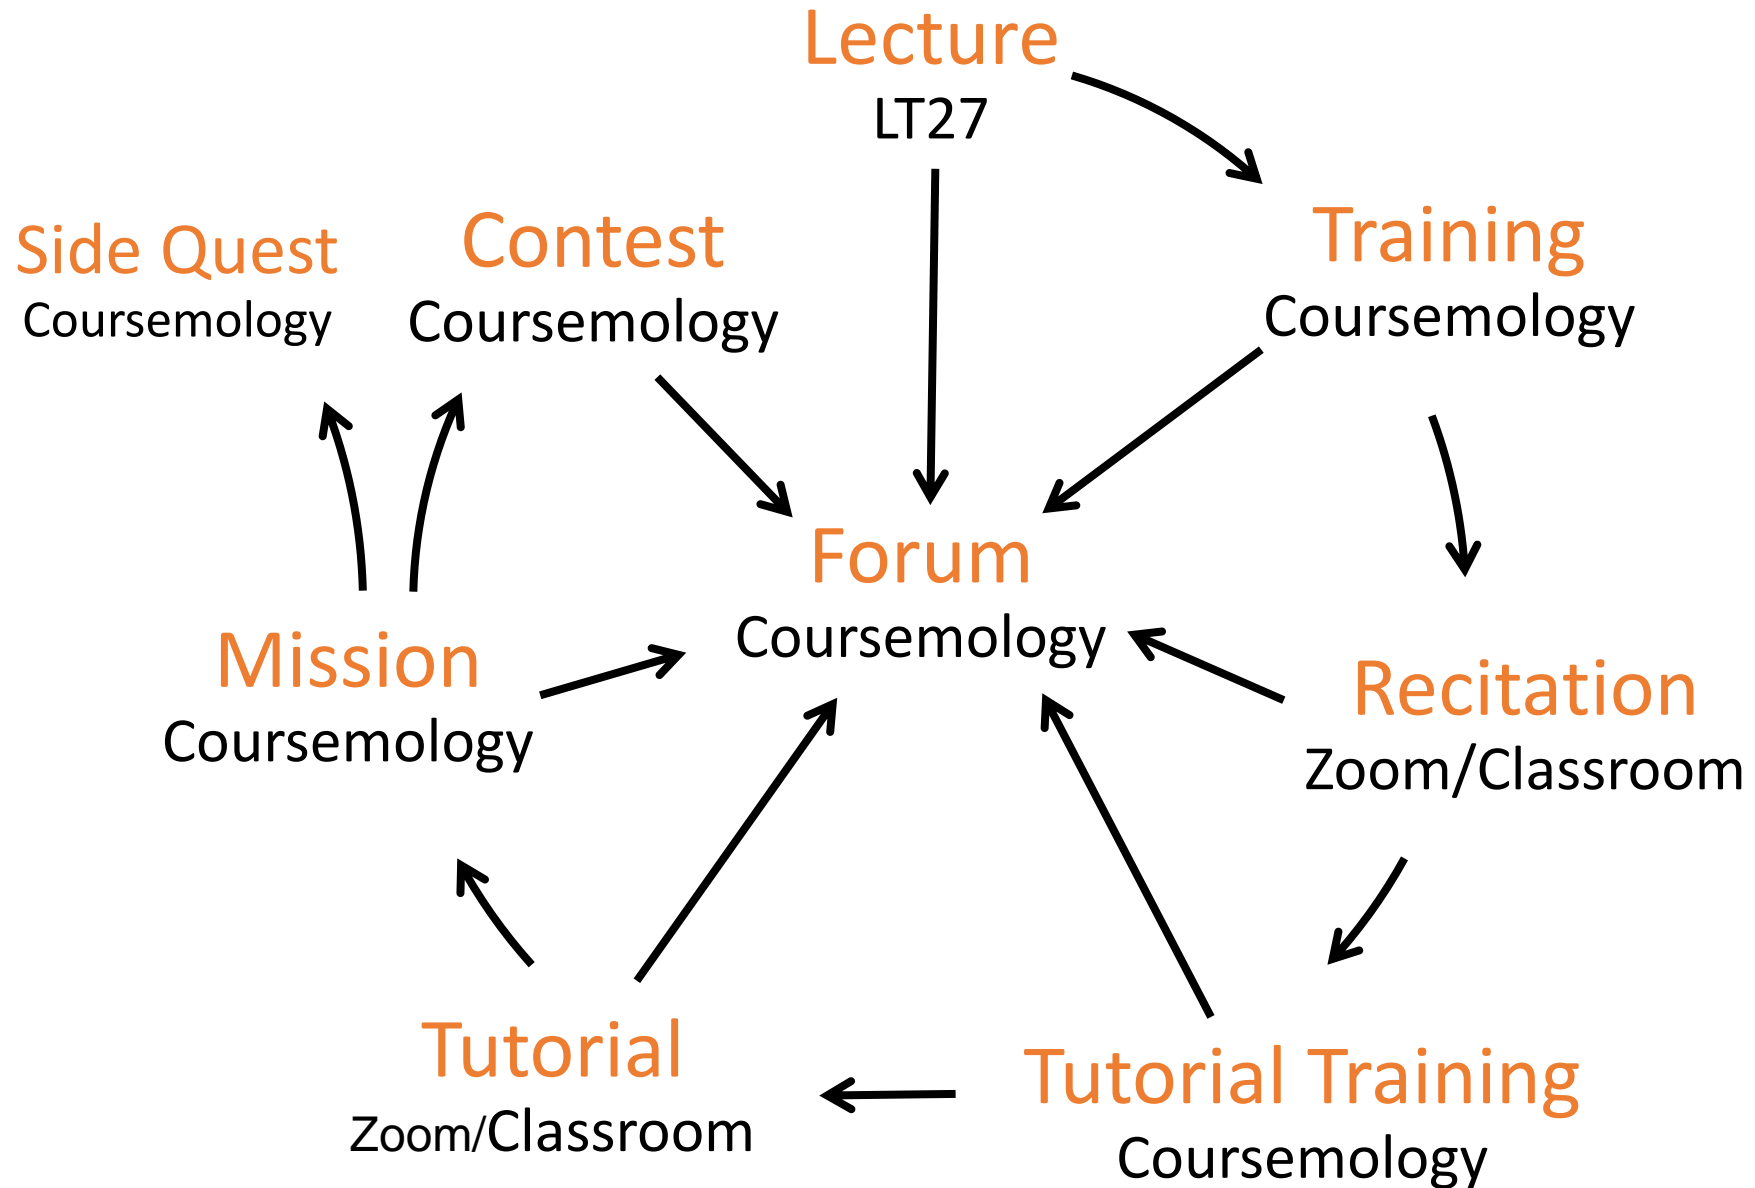 Lecture
LT27
Side Quest
Coursemology
Contest
Coursemology
Training
Coursemology
Forum
Coursemology
Mission
Coursemology
Recitation
Zoom/Classroom
Tutorial
Zoom/Classroom
Tutorial Training
Coursemology